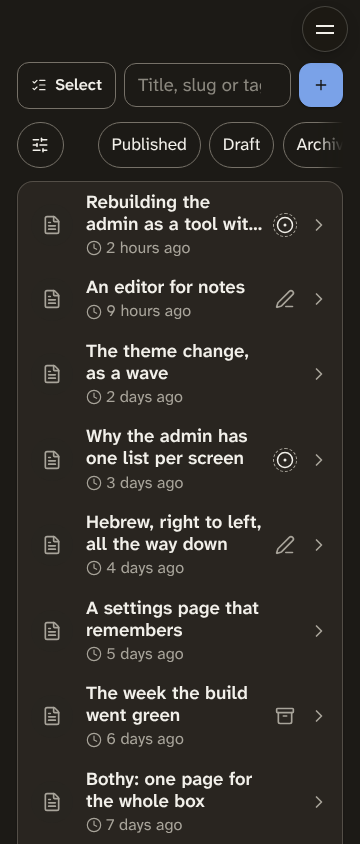 Select
Title, slug or tag
Published
Draft
Archiv
Rebuilding the
admin as a tool wit...
2 hours ago
An editor for notes
9 hours ago
The theme change,
as a wave
2 days ago
Why the admin has
one list per screen
3 days ago
Hebrew, right to left,
all the way down
4 days ago
A settings page that
remembers
5 days ago
The week the build
went green
6 days ago
Bothy: one page for
the whole box
7 days ago